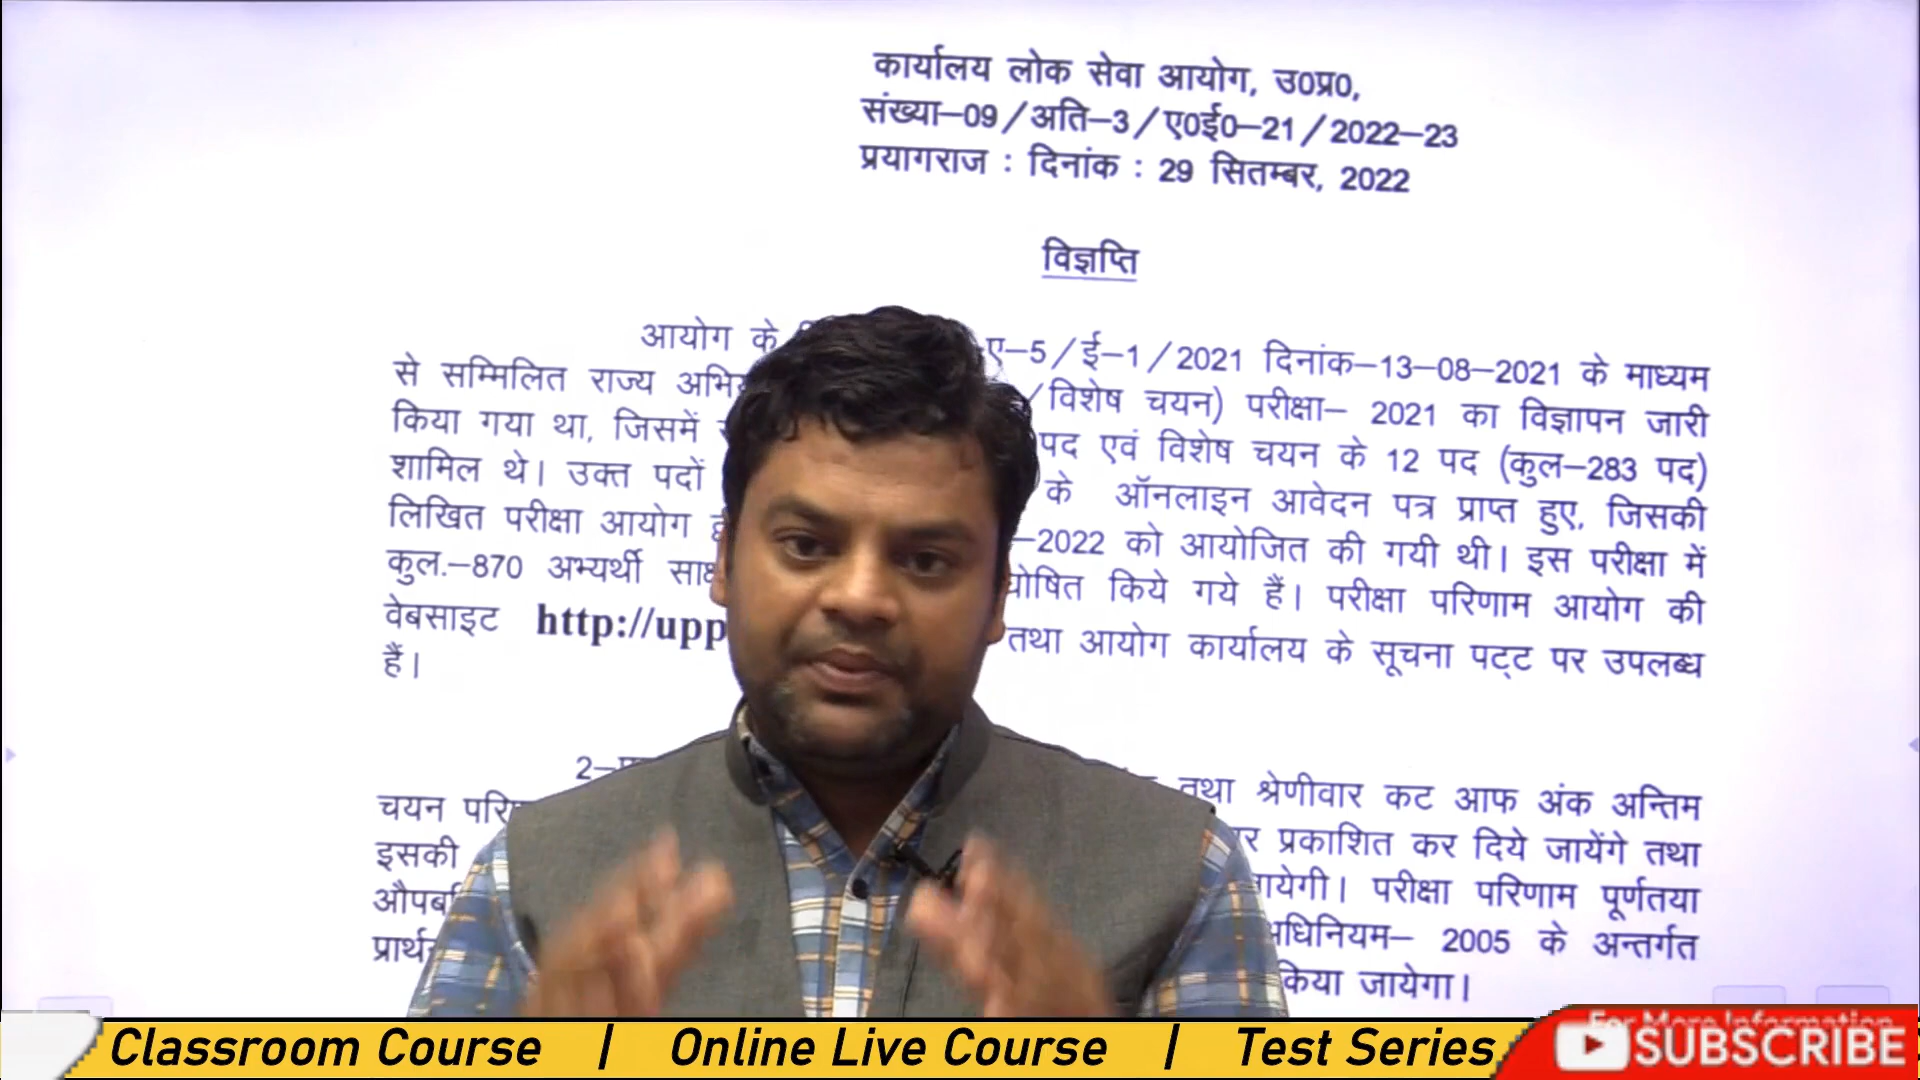 कार्यालय लोक सेवा आयोग, उ0प्र0,
संख्या–09/अति–3/ए0ई0–21/2022–23
प्रयागराज : दिनांक : 29 सितम्बर, 2022
विज्ञप्ति
आयोग के ए–5/ई–1/2021 दिनांक–13–08–2021 के माध्यम
से सम्मिलित राज्य /विशेष चयन) परीक्षा– 2021 का विज्ञापन जारी
किया गया था, जिसमें पद एवं विशेष चयन के 12 पद (कुल–283 पद)
शामिल थे। उक्त पदों के ऑनलाइन आवेदन पत्र प्राप्त हुए, जिसकी
लिखित परीक्षा आयोग –2022 को आयोजित की गयी थी। इस परीक्षा में
कुल.–870 अभ्यर्थी किये गये हैं। परीक्षा परिणाम आयोग की
वेबसाइट http://upp तथा आयोग कार्यालय के सूचना पट्ट पर उपलब्ध
हैं।
2– तथा श्रेणीवार कट आफ अंक अन्तिम
चयन प्रकाशित कर दिये जायेंगे तथा
इसकी परीक्षा परिणाम पूर्णतया
2005 के अन्तर्गत
किया जायेगा।
Classroom Course | Online Live Course | Test Series
For More Information
SUBSCRIBE